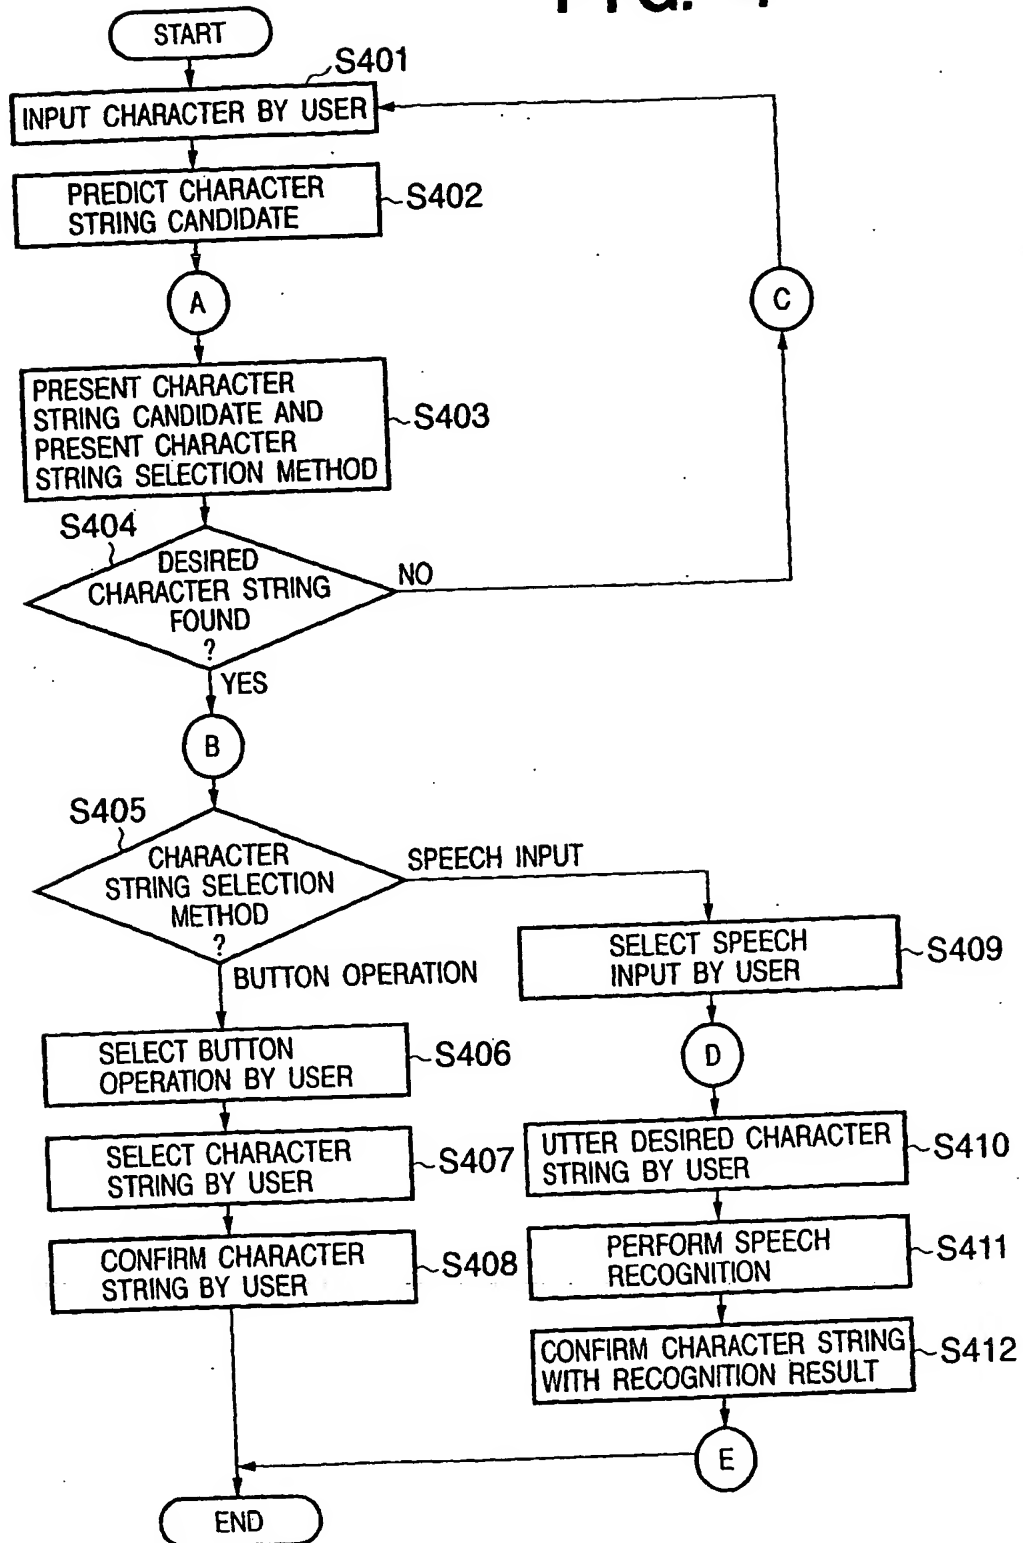 FIG. 4
START
S401
INPUT CHARACTER BY USER
PREDICT CHARACTER
STRING CANDIDATE
S402
A
C
PRESENT CHARACTER
STRING CANDIDATE AND
PRESENT CHARACTER
STRING SELECTION METHOD
S403
S404
DESIRED
CHARACTER STRING
FOUND
?
NO
YES
B
S405
CHARACTER
STRING SELECTION
METHOD
?
SPEECH INPUT
BUTTON OPERATION
SELECT BUTTON
OPERATION BY USER
S406
SELECT CHARACTER
STRING BY USER
S407
CONFIRM CHARACTER
STRING BY USER
S408
SELECT SPEECH
INPUT BY USER
S409
D
UTTER DESIRED CHARACTER
STRING BY USER
S410
PERFORM SPEECH
RECOGNITION
S411
CONFIRM CHARACTER STRING
WITH RECOGNITION RESULT
S412
E
END